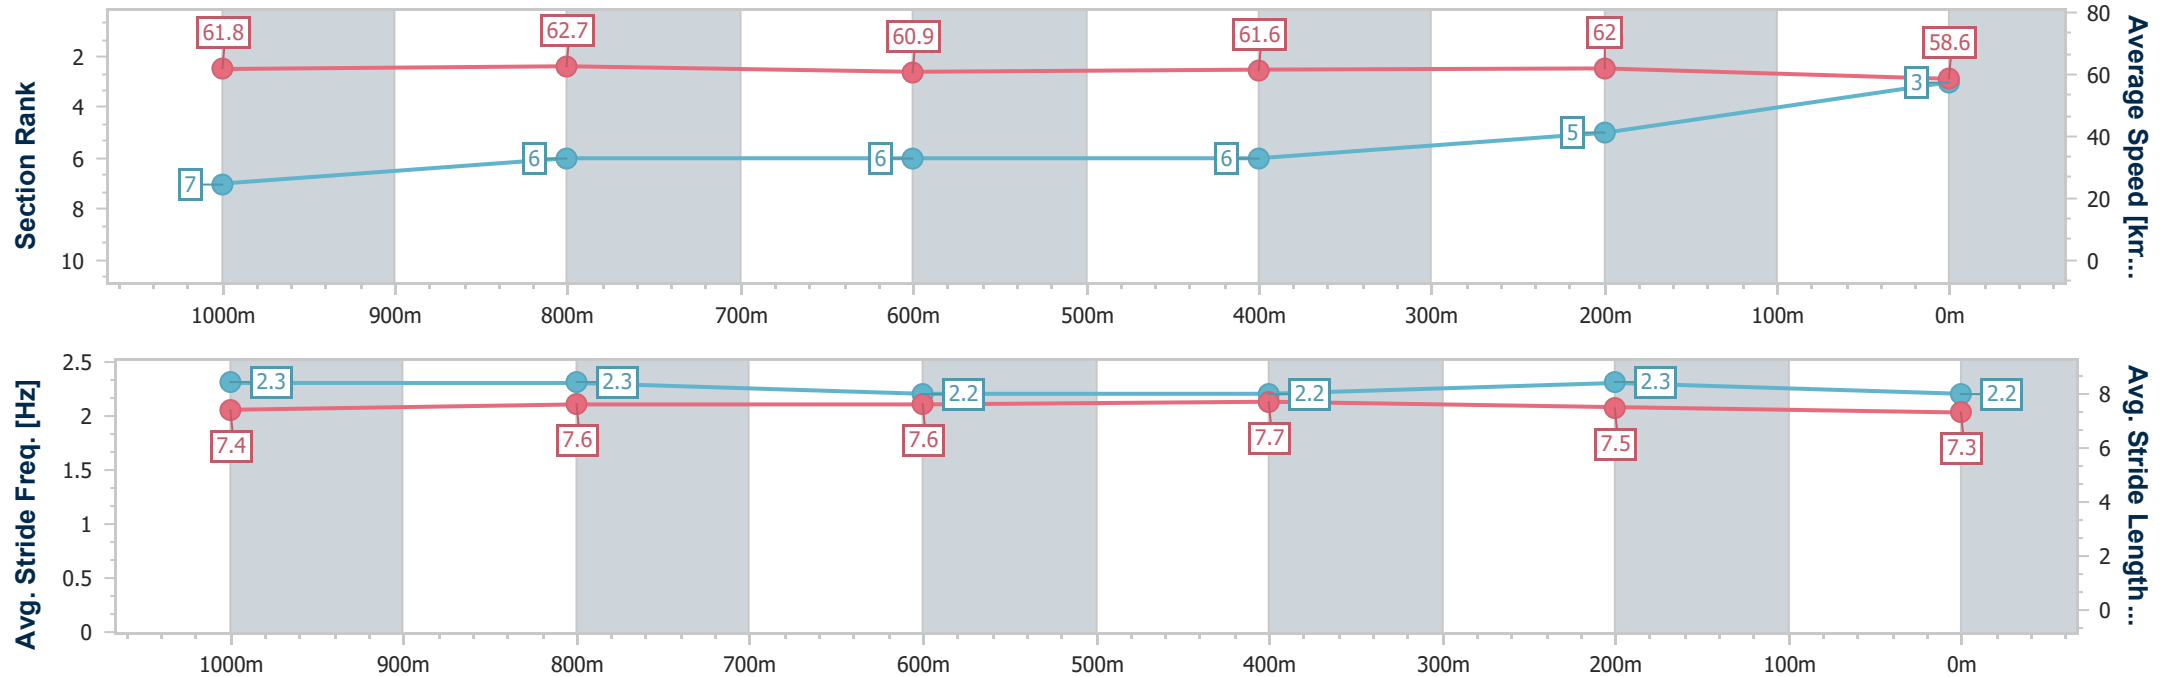 Section Rank
2
4
6
8
10
61.8
62.7
60.9
61.6
62
58.6
7
6
6
6
5
3
80
60
40
20
0
Average Speed [km...
1000m
900m
800m
700m
600m
500m
400m
300m
200m
100m
0m
Avg. Stride Freq. [Hz]
2.5
2
1.5
1
0.5
0
2.3
2.3
2.2
2.2
2.3
2.2
7.4
7.6
7.6
7.7
7.5
7.3
8
6
4
2
0
Avg. Stride Length...
1000m
900m
800m
700m
600m
500m
400m
300m
200m
100m
0m